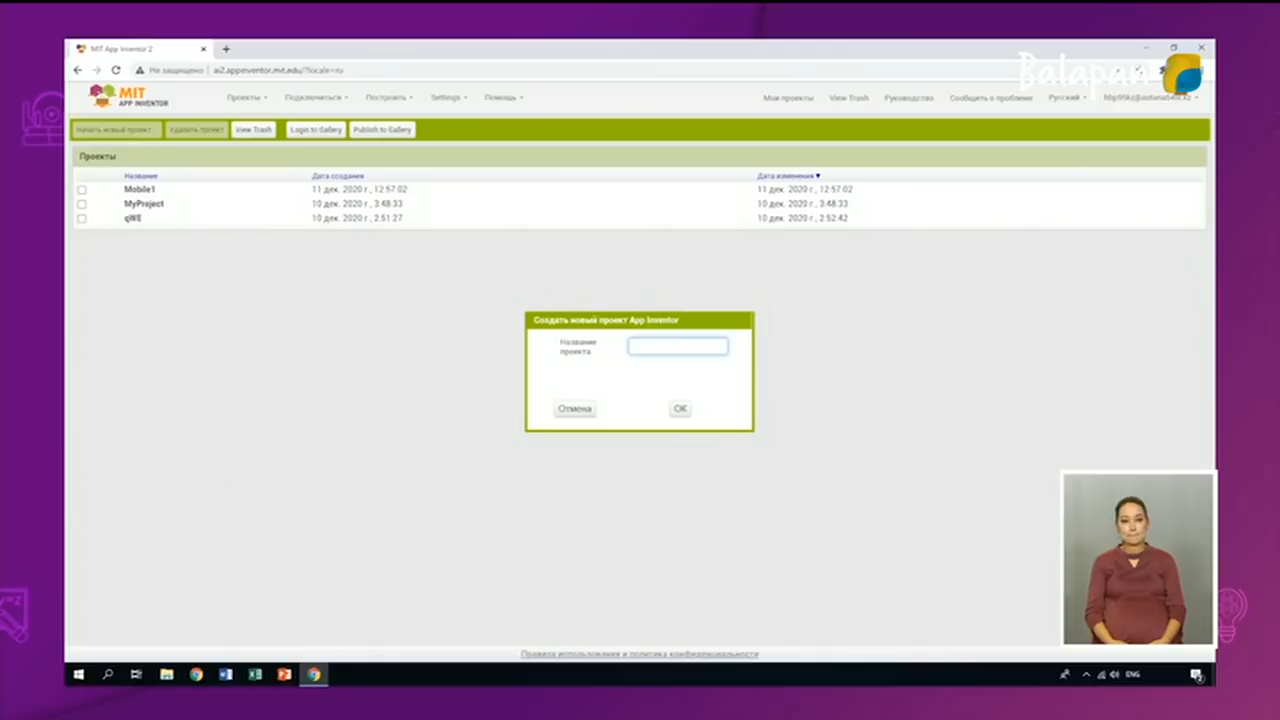 MIT App Inventor 2
Balapan
Не защищено | ai2.appinventor.mit.edu/?locale=ru
MIT
APP INVENTOR
Проекты Подключиться Построить Settings Помощь Мои проекты View Trash Руководство Сообщить о проблеме Русский
Начать новый проект Удалить проект View Trash Login to Gallery Publish to Gallery
Проекты
Название Дата создания Дата изменения
Mobile1 11 дек. 2020 г., 12:57:02 11 дек. 2020 г., 12:57:02
MyProject 10 дек. 2020 г., 3:48:33 10 дек. 2020 г., 3:48:33
qWE 10 дек. 2020 г., 2:51:27 10 дек. 2020 г., 2:52:42
Создать новый проект App Inventor
Название
проекта:
Отмена OK
Правила использования и политика конфиденциальности
ENG